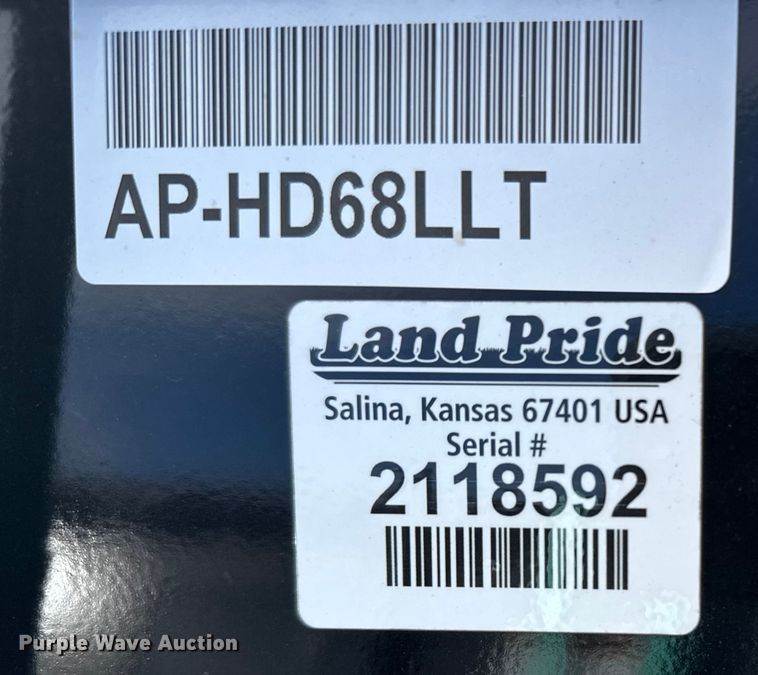 AP-HD68LLT
Land Pride
Salina, Kansas 67401 USA
Serial #
2118592
Purple Wave Auction